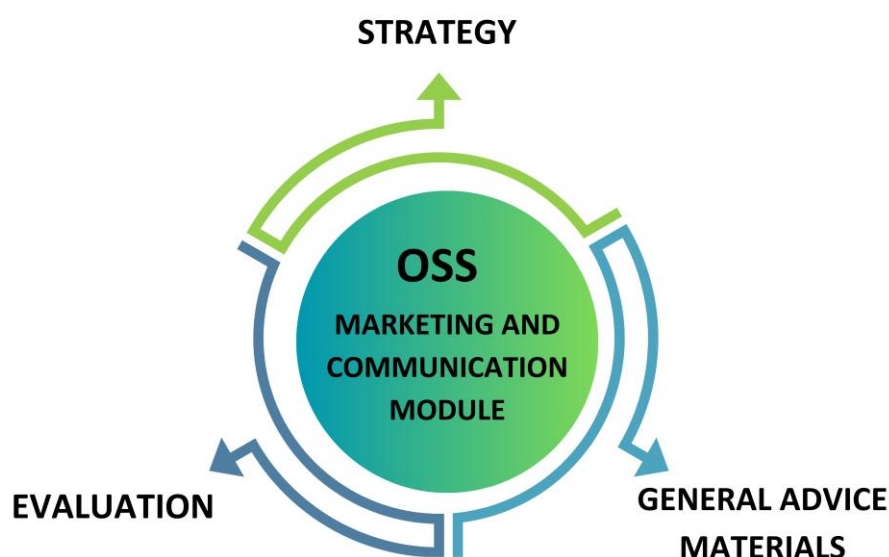 STRATEGY
OSS
MARKETING AND
COMMUNICATION
MODULE
EVALUATION
GENERAL ADVICE
MATERIALS